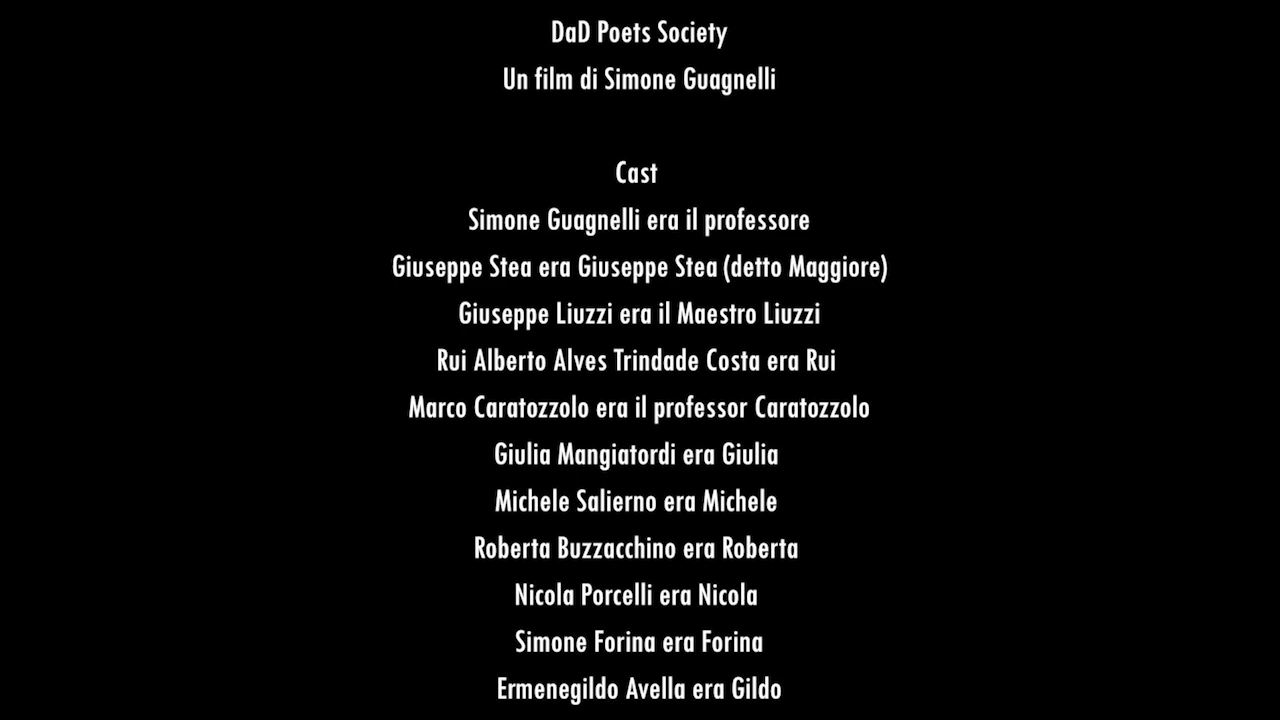 DaD Poets Society
Un film di Simone Guagnelli
Cast
Simone Guagnelli era il professore
Giuseppe Stea era Giuseppe Stea (detto Maggiore)
Giuseppe Liuzzi era il Maestro Liuzzi
Rui Alberto Alves Trindade Costa era Rui
Marco Caratozzolo era il professor Caratozzolo
Giulia Mangiatordi era Giulia
Michele Salierno era Michele
Roberta Buzzacchino era Roberta
Nicola Porcelli era Nicola
Simone Forina era Forina
Ermenegildo Avella era Gildo